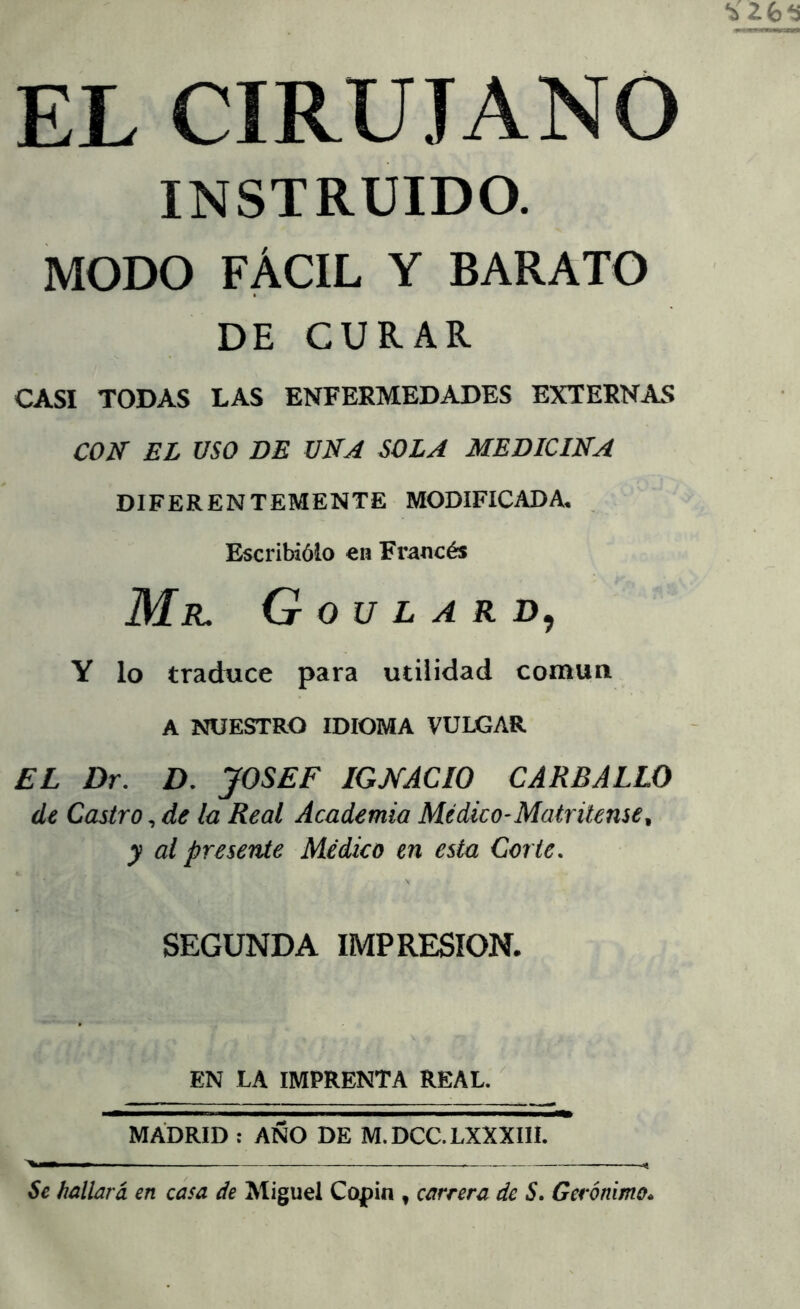 EL CIRUJANO
INSTRUIDO.
MODO FÁCIL Y BARATO
DE CURAR
CASI TODAS LAS ENFERMEDADES EXTERNAS
CON EL USO DE UNA SOLA MEDICINA
DIFERENTEMENTE MODIFICADA.
Escribiólo en Francés
MR. GOULARD,
Y lo traduce para utilidad comun
A NUESTRO IDIOMA VULGAR
EL Dr. D. JOSEF IGNACIO CARBALLO
de Castro, de la Real Academia Médico-Matritense,
y al presente Médico en esta Corte.
SEGUNDA IMPRESION.
EN LA IMPRENTA REAL.
MADRID : AÑO DE M.DCC.LXXXIII.
Se hallará en casa de Miguel Copin , carrera de S. Gerónimo.